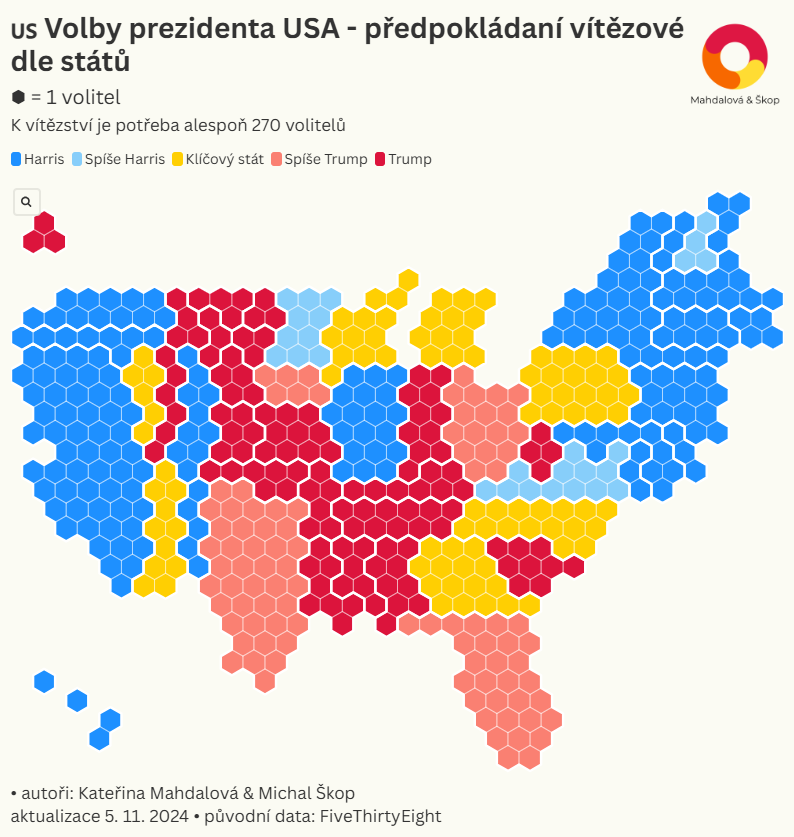 US Volby prezidenta USA - předpokládaní vítězové
dle států
= 1 volitel
K vítězství je potřeba alespoň 270 volitelů
Harris Spíše Harris Klíčový stát Spíše Trump Trump
Mahdalová & Škop
• autoři: Kateřina Mahdalová & Michal Škop
aktualizace 5. 11. 2024 • původní data: FiveThirtyEight